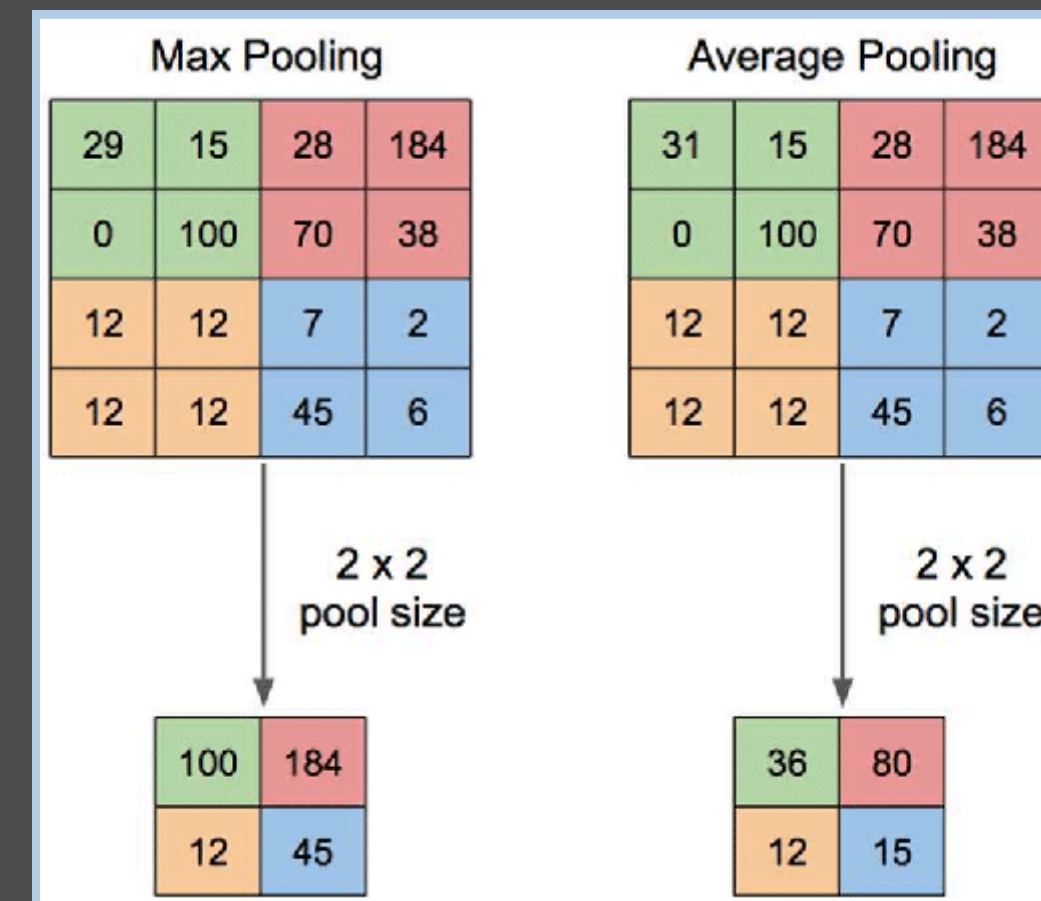 Max Pooling
29 15 28 184
0 100 70 38
12 12 7 2
12 12 45 6
2 x 2
pool size
100 184
12 45
Average Pooling
31 15 28 184
0 100 70 38
12 12 7 2
12 12 45 6
2 x 2
pool size
36 80
12 15